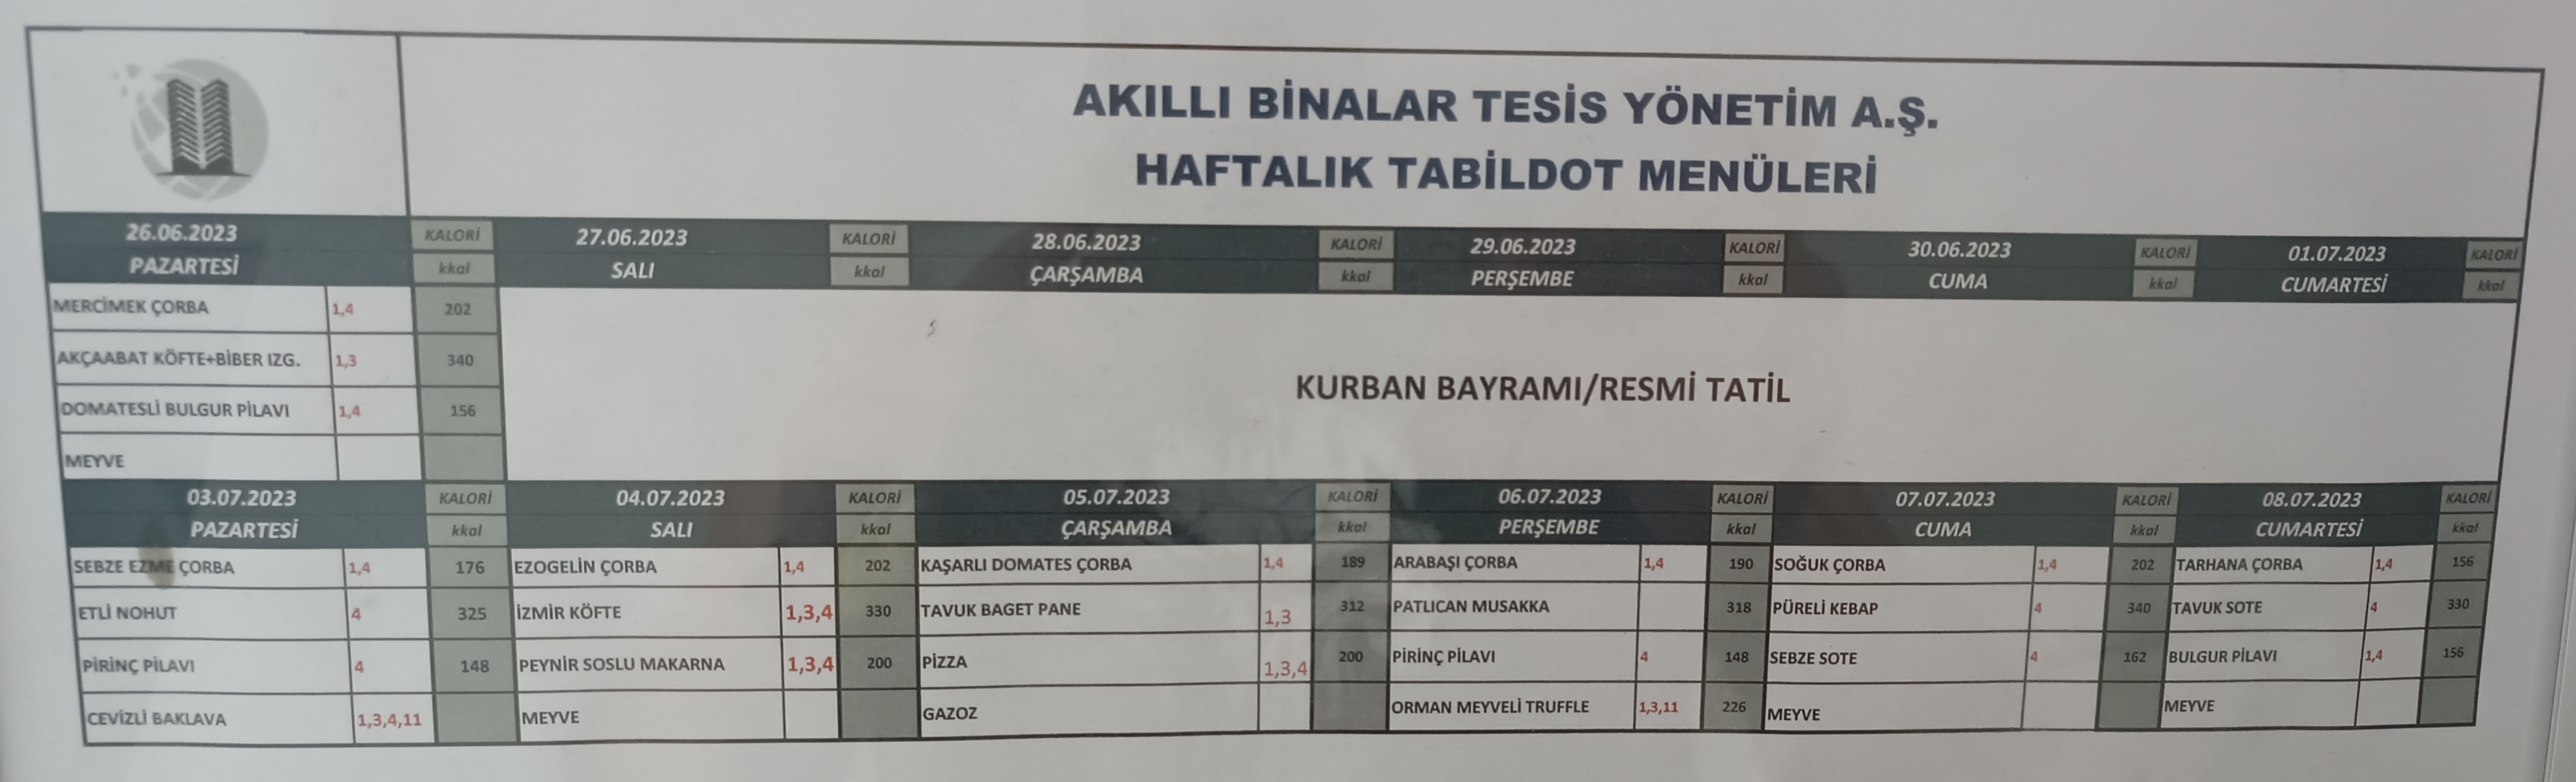 AKILLI BİNALAR TESİS YÖNETİM A.Ş.
HAFTALIK TABİLDOT MENÜLERİ
26.06.2023 KALORİ 27.06.2023 KALORİ 28.06.2023 KALORİ 29.06.2023 KALORİ 30.06.2023 KALORİ 01.07.2023 KALORİ
PAZARTESİ kkal SALI kkal ÇARŞAMBA kkal PERŞEMBE kkal CUMA kkal CUMARTESİ kkal
MERCİMEK ÇORBA 1,4 202
AKÇAABAT KÖFTE+BİBER IZG. 1,3 340
KURBAN BAYRAMI/RESMİ TATİL
DOMATESLİ BULGUR PİLAVI 1,4 156
MEYVE
03.07.2023 KALORİ 04.07.2023 KALORİ 05.07.2023 KALORİ 06.07.2023 KALORİ 07.07.2023 KALORİ 08.07.2023 KALORİ
PAZARTESİ kkal SALI kkal ÇARŞAMBA kkal PERŞEMBE kkal CUMA kkal CUMARTESİ kkal
SEBZE EZME ÇORBA 1,4 176 EZOGELİN ÇORBA 1,4 202 KAŞARLI DOMATES ÇORBA 1,4 189 ARABAŞI ÇORBA 1,4 190 SOĞUK ÇORBA 1,4 202 TARHANA ÇORBA 1,4 156
ETLİ NOHUT 4 325 İZMİR KÖFTE 1,3,4 330 TAVUK BAGET PANE 1,3 312 PATLICAN MUSAKKA 318 PÜRELİ KEBAP 4 340 TAVUK SOTE 4 330
PİRİNÇ PİLAVI 4 148 PEYNİR SOSLU MAKARNA 1,3,4 200 PİZZA 1,3,4 200 PİRİNÇ PİLAVI 4 148 SEBZE SOTE 4 162 BULGUR PİLAVI 1,4 156
CEVİZLİ BAKLAVA 1,3,4,11 MEYVE GAZOZ ORMAN MEYVELİ TRUFFLE 1,3,11 226 MEYVE MEYVE